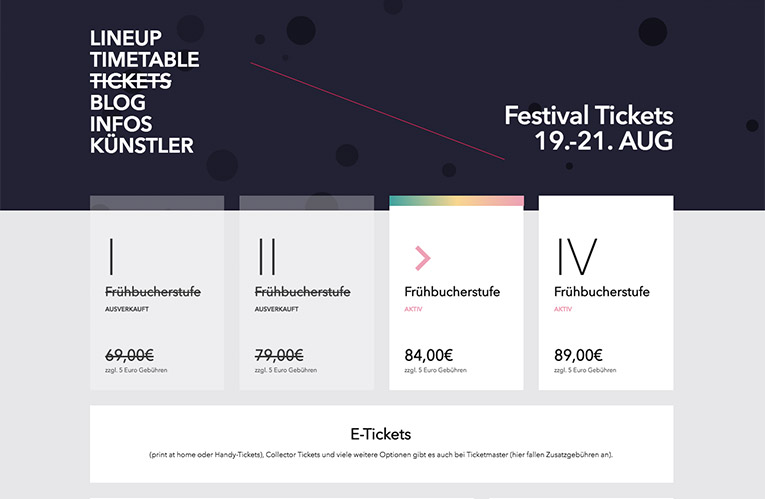 LINEUP
TIMETABLE
TICKETS
BLOG
INFOS
KÜNSTLER
Festival Tickets
19.-21. AUG
I
Frühbucherstufe
AUSVERKAUFT
69,00€
zzgl. 5 Euro Gebühren
II
Frühbucherstufe
AUSVERKAUFT
79,00€
zzgl. 5 Euro Gebühren
Frühbucherstufe
AKTIV
84,00€
zzgl. 5 Euro Gebühren
IV
Frühbucherstufe
AKTIV
89,00€
zzgl. 5 Euro Gebühren
E-Tickets
(print at home oder Handy-Tickets), Collector Tickets und viele weitere Optionen gibt es auch bei Ticketmaster (hier fallen Zusatzgebühren an).